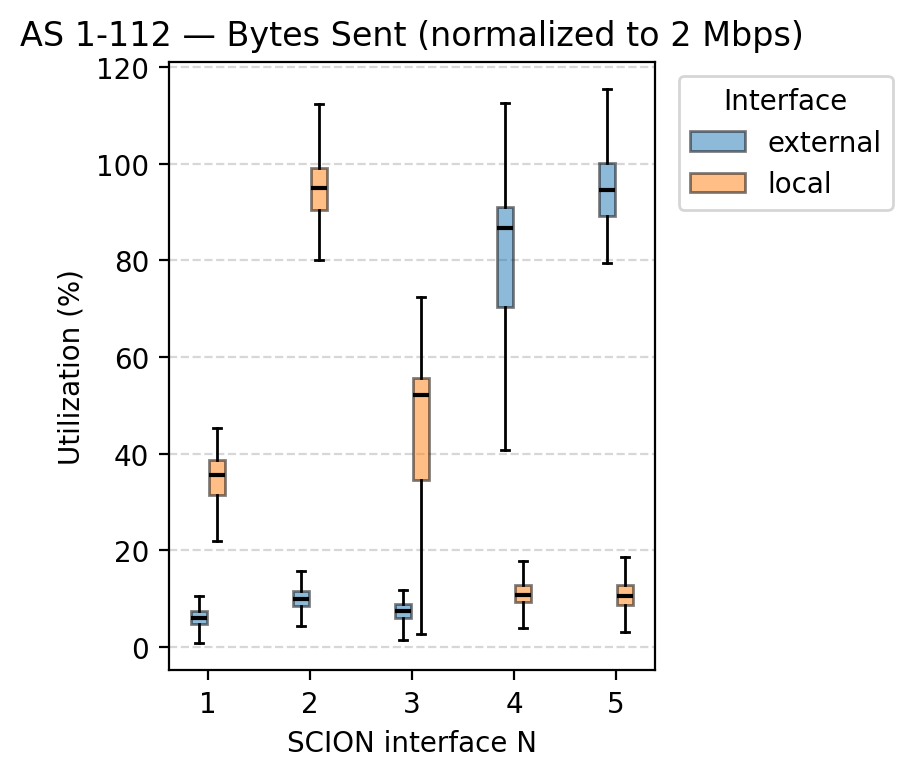 AS 1-112 — Bytes Sent (normalized to 2 Mbps)
Utilization (%)
120
100
80
60
40
20
0
1 2 3 4 5
SCION interface N
Interface
external
local